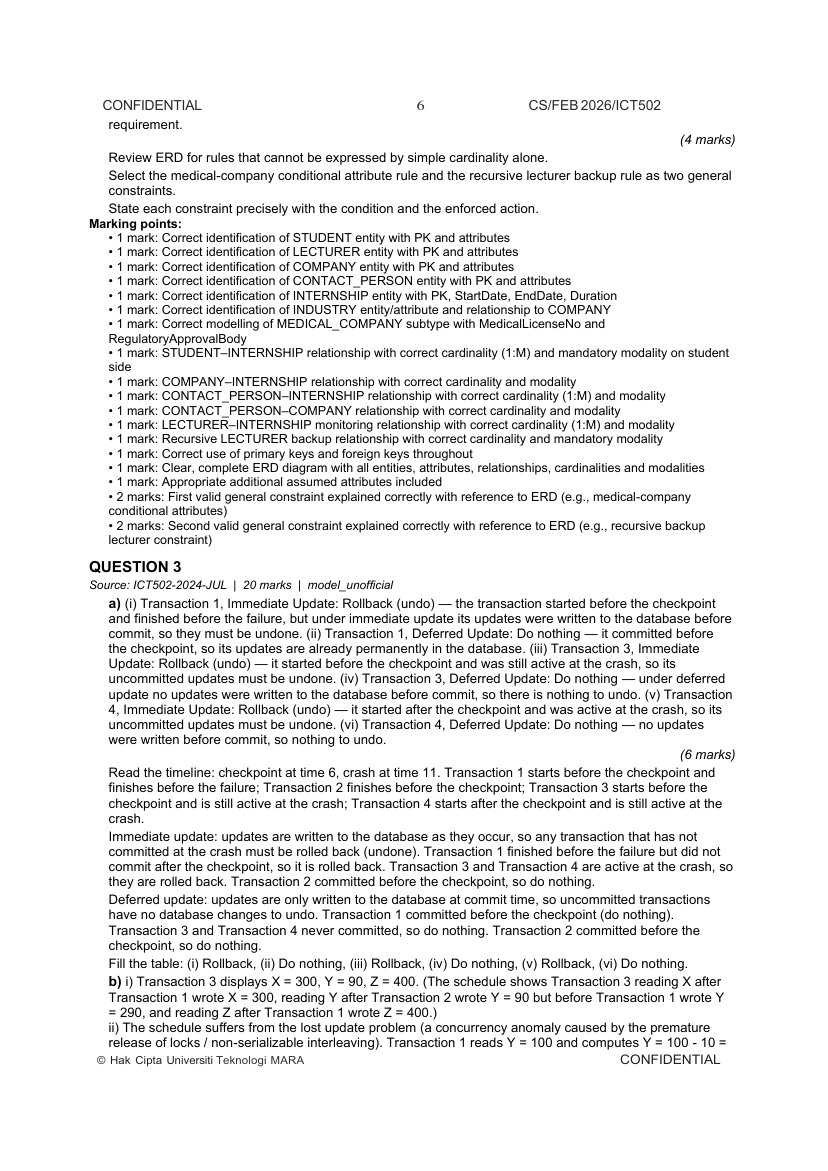 CONFIDENTIAL 6 CS/FEB 2026/ICT502
requirement.
(4 marks)
Review ERD for rules that cannot be expressed by simple cardinality alone.
Select the medical-company conditional attribute rule and the recursive lecturer backup rule as two general
constraints.
State each constraint precisely with the condition and the enforced action.
Marking points:
• 1 mark: Correct identification of STUDENT entity with PK and attributes
• 1 mark: Correct identification of LECTURER entity with PK and attributes
• 1 mark: Correct identification of COMPANY entity with PK and attributes
• 1 mark: Correct identification of CONTACT_PERSON entity with PK and attributes
• 1 mark: Correct identification of INTERNSHIP entity with PK, StartDate, EndDate, Duration
• 1 mark: Correct identification of INDUSTRY entity/attribute and relationship to COMPANY
• 1 mark: Correct modelling of MEDICAL_COMPANY subtype with MedicalLicenseNo and
RegulatoryApprovalBody
• 1 mark: STUDENT–INTERNSHIP relationship with correct cardinality (1:M) and mandatory modality on student
side
• 1 mark: COMPANY–INTERNSHIP relationship with correct cardinality and modality
• 1 mark: CONTACT_PERSON–INTERNSHIP relationship with correct cardinality (1:M) and modality
• 1 mark: CONTACT_PERSON–COMPANY relationship with correct cardinality and modality
• 1 mark: LECTURER–INTERNSHIP monitoring relationship with correct cardinality (1:M) and modality
• 1 mark: Recursive LECTURER backup relationship with correct cardinality and mandatory modality
• 1 mark: Correct use of primary keys and foreign keys throughout
• 1 mark: Clear, complete ERD diagram with all entities, attributes, relationships, cardinalities and modalities
• 1 mark: Appropriate additional assumed attributes included
• 2 marks: First valid general constraint explained correctly with reference to ERD (e.g., medical-company
conditional attributes)
• 2 marks: Second valid general constraint explained correctly with reference to ERD (e.g., recursive backup
lecturer constraint)
QUESTION 3
Source: ICT502-2024-JUL | 20 marks | model_unofficial
a) (i) Transaction 1, Immediate Update: Rollback (undo) — the transaction started before the checkpoint
and finished before the failure, but under immediate update its updates were written to the database before
commit, so they must be undone. (ii) Transaction 1, Deferred Update: Do nothing — it committed before
the checkpoint, so its updates are already permanently in the database. (iii) Transaction 3, Immediate
Update: Rollback (undo) — it started before the checkpoint and was still active at the crash, so its
uncommitted updates must be undone. (iv) Transaction 3, Deferred Update: Do nothing — under deferred
update no updates were written to the database before commit, so there is nothing to undo. (v) Transaction
4, Immediate Update: Rollback (undo) — it started after the checkpoint and was active at the crash, so its
uncommitted updates must be undone. (vi) Transaction 4, Deferred Update: Do nothing — no updates
were written before commit, so nothing to undo.
(6 marks)
Read the timeline: checkpoint at time 6, crash at time 11. Transaction 1 starts before the checkpoint and
finishes before the failure; Transaction 2 finishes before the checkpoint; Transaction 3 starts before the
checkpoint and is still active at the crash; Transaction 4 starts after the checkpoint and is still active at the
crash.
Immediate update: updates are written to the database as they occur, so any transaction that has not
committed at the crash must be rolled back (undone). Transaction 1 finished before the failure but did not
commit after the checkpoint, so it is rolled back. Transaction 3 and Transaction 4 are active at the crash, so
they are rolled back. Transaction 2 committed before the checkpoint, so do nothing.
Deferred update: updates are only written to the database at commit time, so uncommitted transactions
have no database changes to undo. Transaction 1 committed before the checkpoint (do nothing).
Transaction 3 and Transaction 4 never committed, so do nothing. Transaction 2 committed before the
checkpoint, so do nothing.
Fill the table: (i) Rollback, (ii) Do nothing, (iii) Rollback, (iv) Do nothing, (v) Rollback, (vi) Do nothing.
b) i) Transaction 3 displays X = 300, Y = 90, Z = 400. (The schedule shows Transaction 3 reading X after
Transaction 1 wrote X = 300, reading Y after Transaction 2 wrote Y = 90 but before Transaction 1 wrote Y
= 290, and reading Z after Transaction 1 wrote Z = 400.)
ii) The schedule suffers from the lost update problem (a concurrency anomaly caused by the premature
release of locks / non-serializable interleaving). Transaction 1 reads Y = 100 and computes Y = 100 - 10 =
© Hak Cipta Universiti Teknologi MARA CONFIDENTIAL